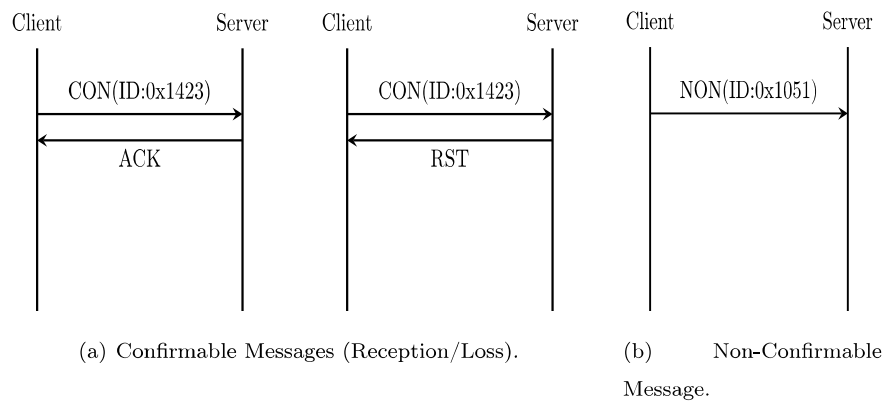 Client Server Client Server Client Server
CON(ID:0x1423) CON(ID:0x1423) NON(ID:0x1051)
ACK RST
(a) Confirmable Messages (Reception/Loss).
(b) Non-Confirmable
Message.